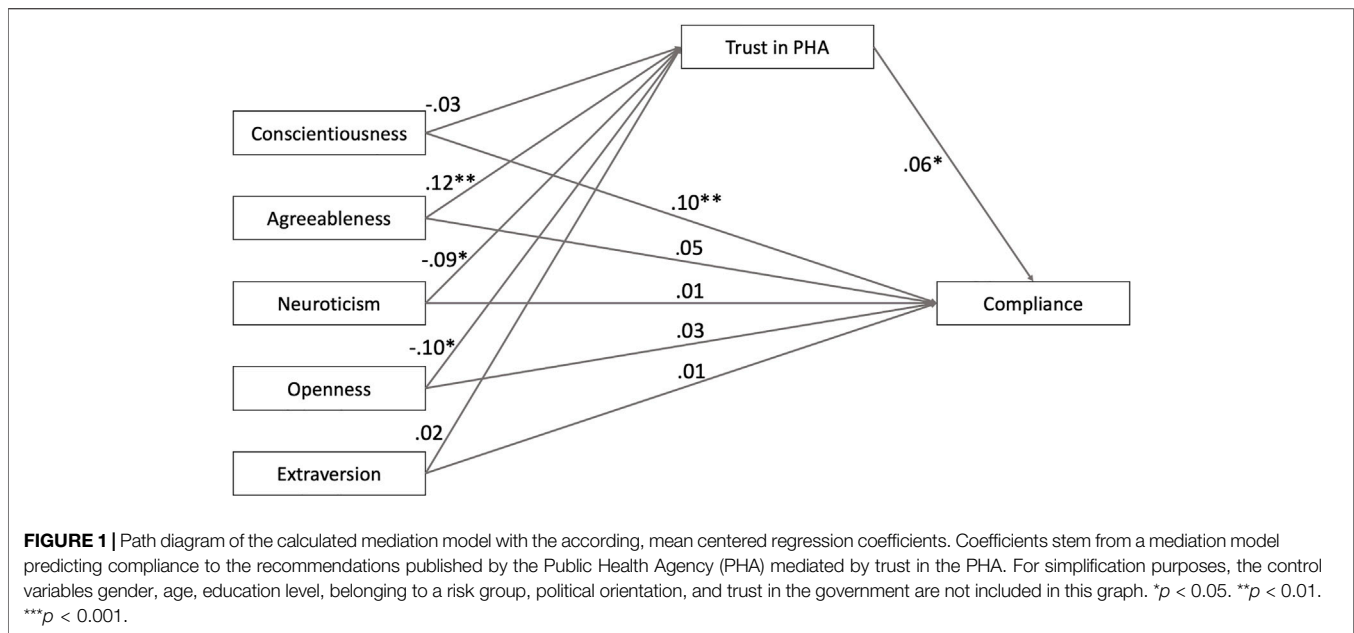 Trust in PHA
-.03
Conscientiousness
.06*
.12**
.10**
Agreeableness
.05
-.09*
.01
Neuroticism
Compliance
.03
-.10*
.01
Openness
.02
Extraversion
FIGURE 1 | Path diagram of the calculated mediation model with the according, mean centered regression coefficients. Coefficients stem from a mediation model
predicting compliance to the recommendations published by the Public Health Agency (PHA) mediated by trust in the PHA. For simplification purposes, the control
variables gender, age, education level, belonging to a risk group, political orientation, and trust in the government are not included in this graph. *p < 0.05. **p < 0.01.
***p < 0.001.